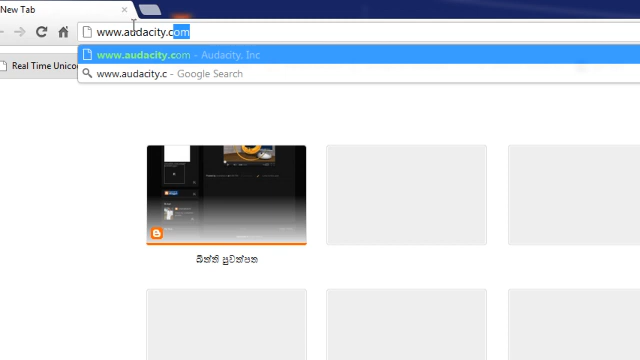 New Tab
www.audacity.com
www.audacity.com - Audacity, Inc
www.audacity.c - Google Search
Real Time Unico
බිත්ති පුවත්පත